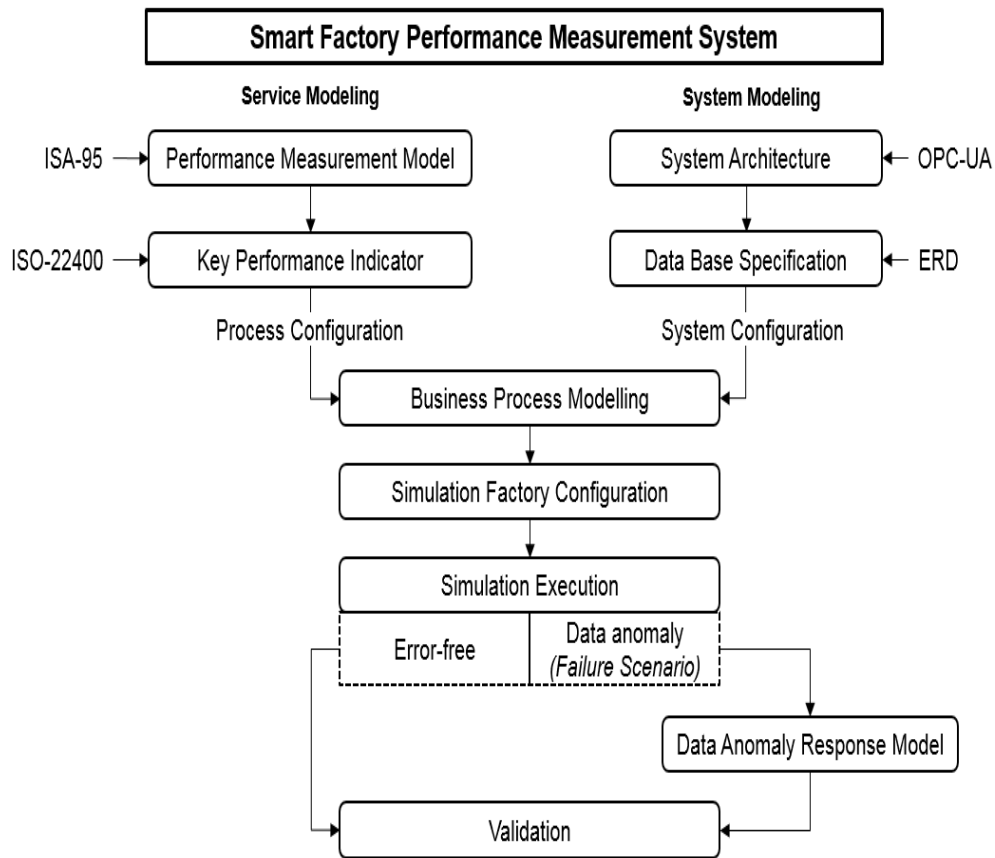 Smart Factory Performance Measurement System
Service Modeling
System Modeling
ISA-95
Performance Measurement Model
System Architecture
OPC-UA
ISO-22400
Key Performance Indicator
Data Base Specification
ERD
Process Configuration
System Configuration
Business Process Modelling
Simulation Factory Configuration
Simulation Execution
Error-free
Data anomaly
(Failure Scenario)
Data Anomaly Response Model
Validation